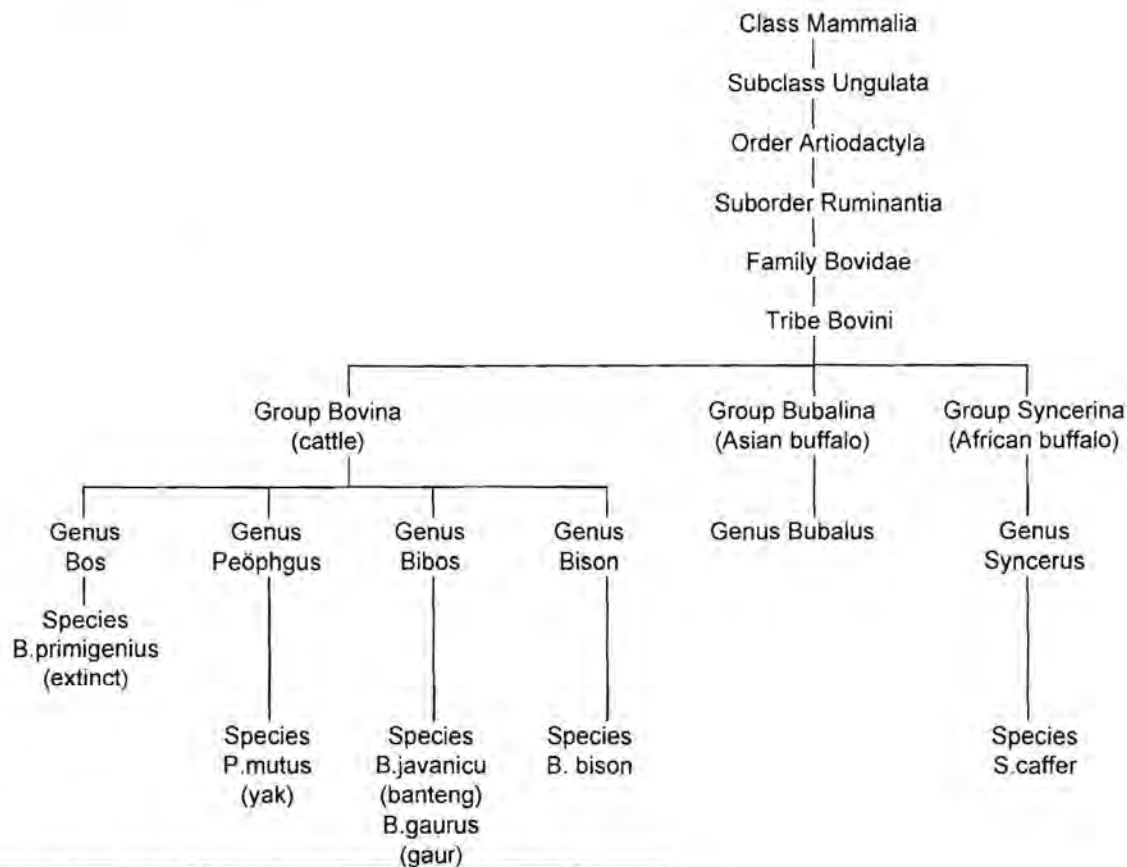 Class Mammalia
Subclass Ungulata
Order Artiodactyla
Suborder Ruminantia
Family Bovidae
Tribe Bovini
Group Bovina
(cattle)
Group Bubalina
(Asian buffalo)
Group Syncerina
(African buffalo)
Genus
Bos
Genus
Peöphgus
Genus
Bibos
Genus
Bison
Genus Bubalus
Genus
Syncerus
Species
B.primigenius
(extinct)
Species
P.mutus
(yak)
Species
B.javanicu
(banteng)
B.gaurus
(gaur)
Species
B. bison
Species
S.caffer